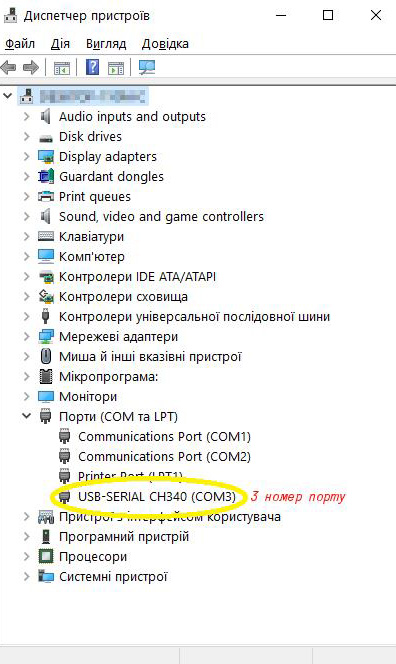 Диспетчер пристроїв
Файл Дія Вигляд Довідка
Audio inputs and outputs
Disk drives
Display adapters
Guardant dongles
Print queues
Sound, video and game controllers
Клавіатури
Комп'ютер
Контролери IDE ATA/ATAPI
Контролери сховища
Контролери універсальної послідовної шини
Мережеві адаптери
Миша й інші вказівні пристрої
Мікропрограма:
Монітори
Порти (COM та LPT)
Communications Port (COM1)
Communications Port (COM2)
Printer Port (LPT1)
USB-SERIAL CH340 (COM3) 3 номер порту
Пристрої з інтерфейсом користувача
Програмний пристрій
Процесори
Системні пристрої